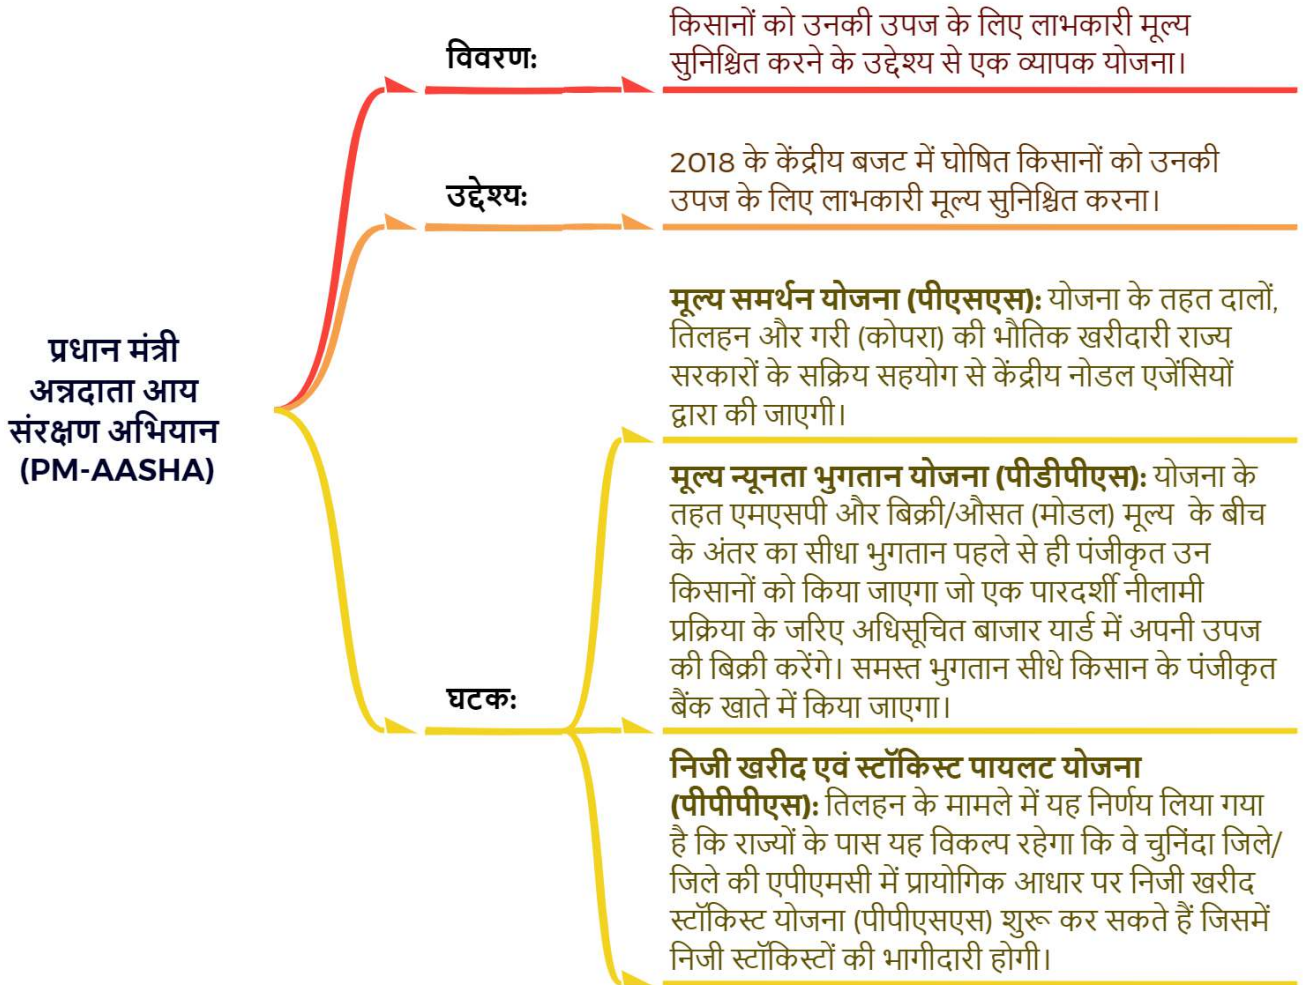 प्रधान मंत्री
अन्नदाता आय
संरक्षण अभियान
(PM-AASHA)
विवरण:
किसानों को उनकी उपज के लिए लाभकारी मूल्य
सुनिश्चित करने के उद्देश्य से एक व्यापक योजना।
उद्देश्य:
2018 के केंद्रीय बजट में घोषित किसानों को उनकी
उपज के लिए लाभकारी मूल्य सुनिश्चित करना।
घटक:
मूल्य समर्थन योजना (पीएसएस): योजना के तहत दालों,
तिलहन और गरी (कोपरा) की भौतिक खरीदारी राज्य
सरकारों के सक्रिय सहयोग से केंद्रीय नोडल एजेंसियों
द्वारा की जाएगी।
मूल्य न्यूनता भुगतान योजना (पीडीपीएस): योजना के
तहत एमएसपी और बिक्री/औसत (मोडल) मूल्य के बीच
के अंतर का सीधा भुगतान पहले से ही पंजीकृत उन
किसानों को किया जाएगा जो एक पारदर्शी नीलामी
प्रक्रिया के जरिए अधिसूचित बाजार यार्ड में अपनी उपज
की बिक्री करेंगे। समस्त भुगतान सीधे किसान के पंजीकृत
बैंक खाते में किया जाएगा।
निजी खरीद एवं स्टॉकिस्ट पायलट योजना
(पीपीपीएस): तिलहन के मामले में यह निर्णय लिया गया
है कि राज्यों के पास यह विकल्प रहेगा कि वे चुनिंदा जिले/
जिले की एपीएमसी में प्रायोगिक आधार पर निजी खरीद
स्टॉकिस्ट योजना (पीपीएसएस) शुरू कर सकते हैं जिसमें
निजी स्टॉकिस्टों की भागीदारी होगी।